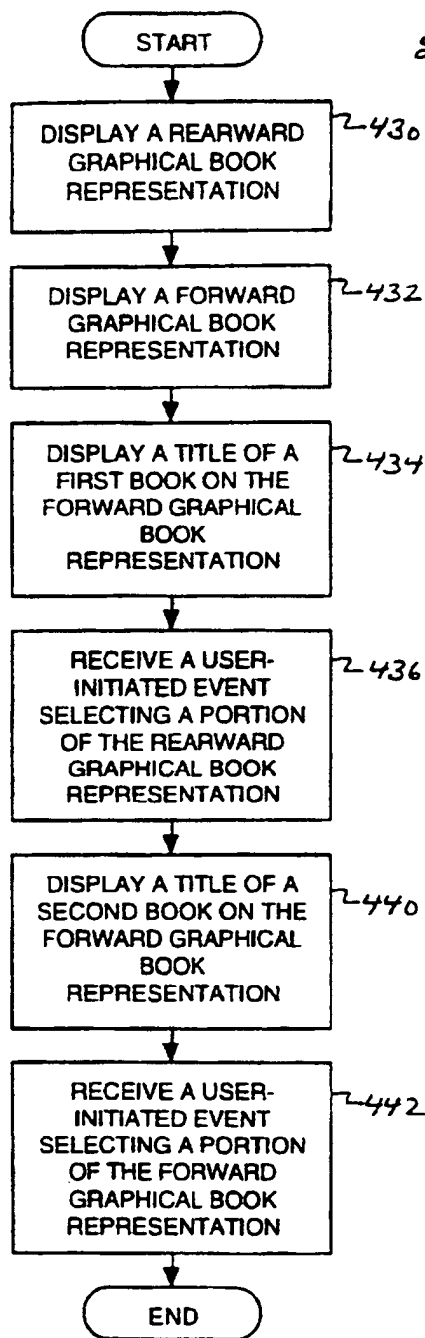 START
DISPLAY A REARWARD
GRAPHICAL BOOK
REPRESENTATION
430
DISPLAY A FORWARD
GRAPHICAL BOOK
REPRESENTATION
432
DISPLAY A TITLE OF A
FIRST BOOK ON THE
FORWARD GRAPHICAL
BOOK
REPRESENTATION
434
RECEIVE A USER-
INITIATED EVENT
SELECTING A PORTION
OF THE REARWARD
GRAPHICAL BOOK
REPRESENTATION
436
DISPLAY A TITLE OF A
SECOND BOOK ON THE
FORWARD GRAPHICAL
BOOK
REPRESENTATION
440
RECEIVE A USER-
INITIATED EVENT
SELECTING A PORTION
OF THE FORWARD
GRAPHICAL BOOK
REPRESENTATION
442
END